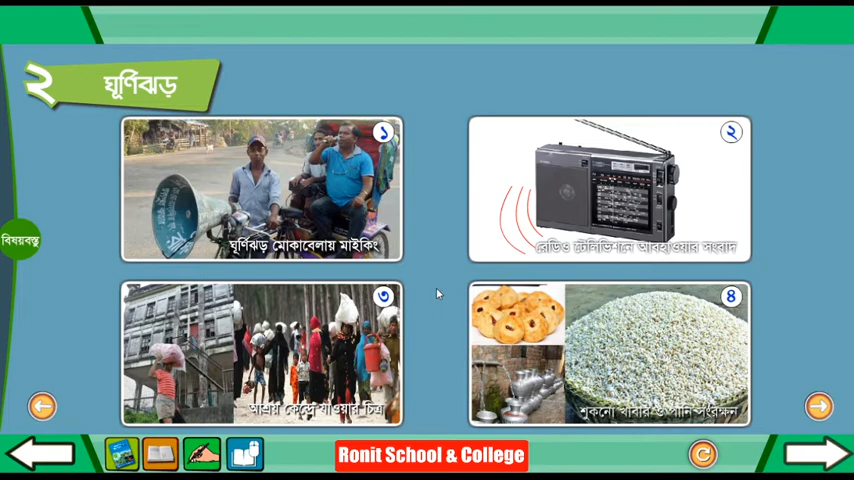 ২ ঘূর্ণিঝড়
১
ঘূর্ণিঝড় মোকাবেলায় মাইকিং
২
রেডিও টেলিভিশনে আবহাওয়ার সংবাদ
বিষয়বস্তু
৩
আশ্রয় কেন্দ্রে যাওয়ার চিত্র
৪
শুকনো খাবার ও পানি সংরক্ষন
Ronit School & College